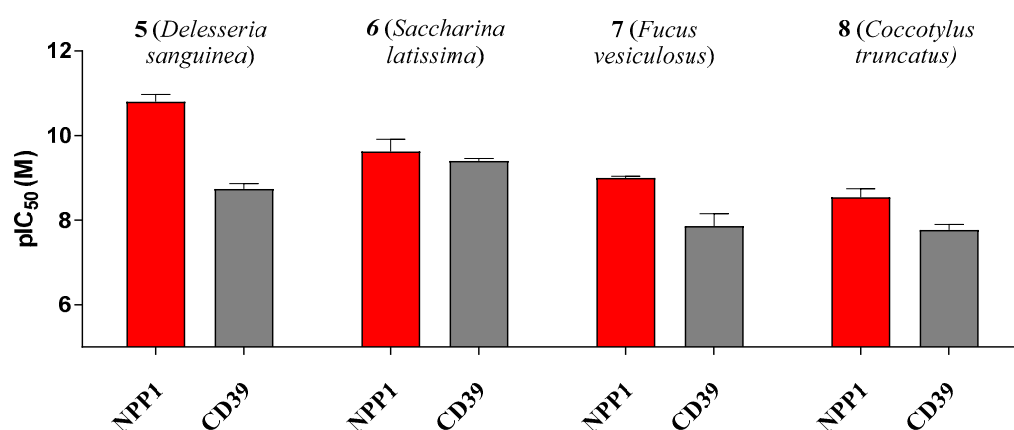 5 (Delesseria
sanguinea)
6 (Saccharina
latissima)
7 (Fucus
vesiculosus)
8 (Coccotylus
truncatus)
12
10
8
6
pIC50 (M)
NPP1
CD39
NPP1
CD39
NPP1
CD39
NPP1
CD39